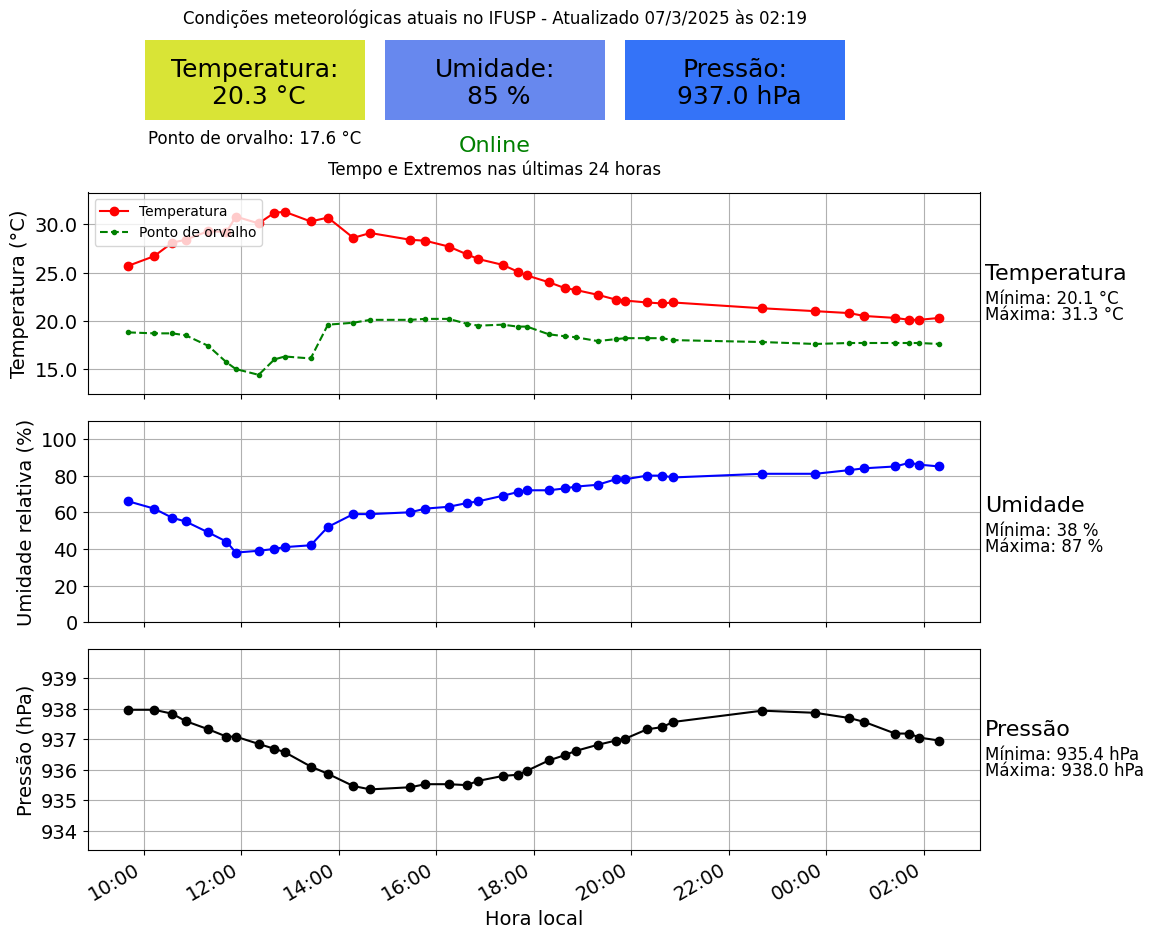 Condições meteorológicas atuais no IFUSP - Atualizado 07/3/2025 às 02:19
Temperatura:
20.3 °C
Umidade:
85 %
Pressão:
937.0 hPa
Ponto de orvalho: 17.6 °C
Online
Tempo e Extremos nas últimas 24 horas
Temperatura (°C)
30.0
25.0
20.0
15.0
Temperatura
Ponto de orvalho
Temperatura
Mínima: 20.1 °C
Máxima: 31.3 °C
Umidade relativa (%)
100
80
60
40
20
0
Umidade
Mínima: 38 %
Máxima: 87 %
Pressão (hPa)
939
938
937
936
935
934
Pressão
Mínima: 935.4 hPa
Máxima: 938.0 hPa
10:00
12:00
14:00
16:00
18:00
20:00
22:00
00:00
02:00
Hora local